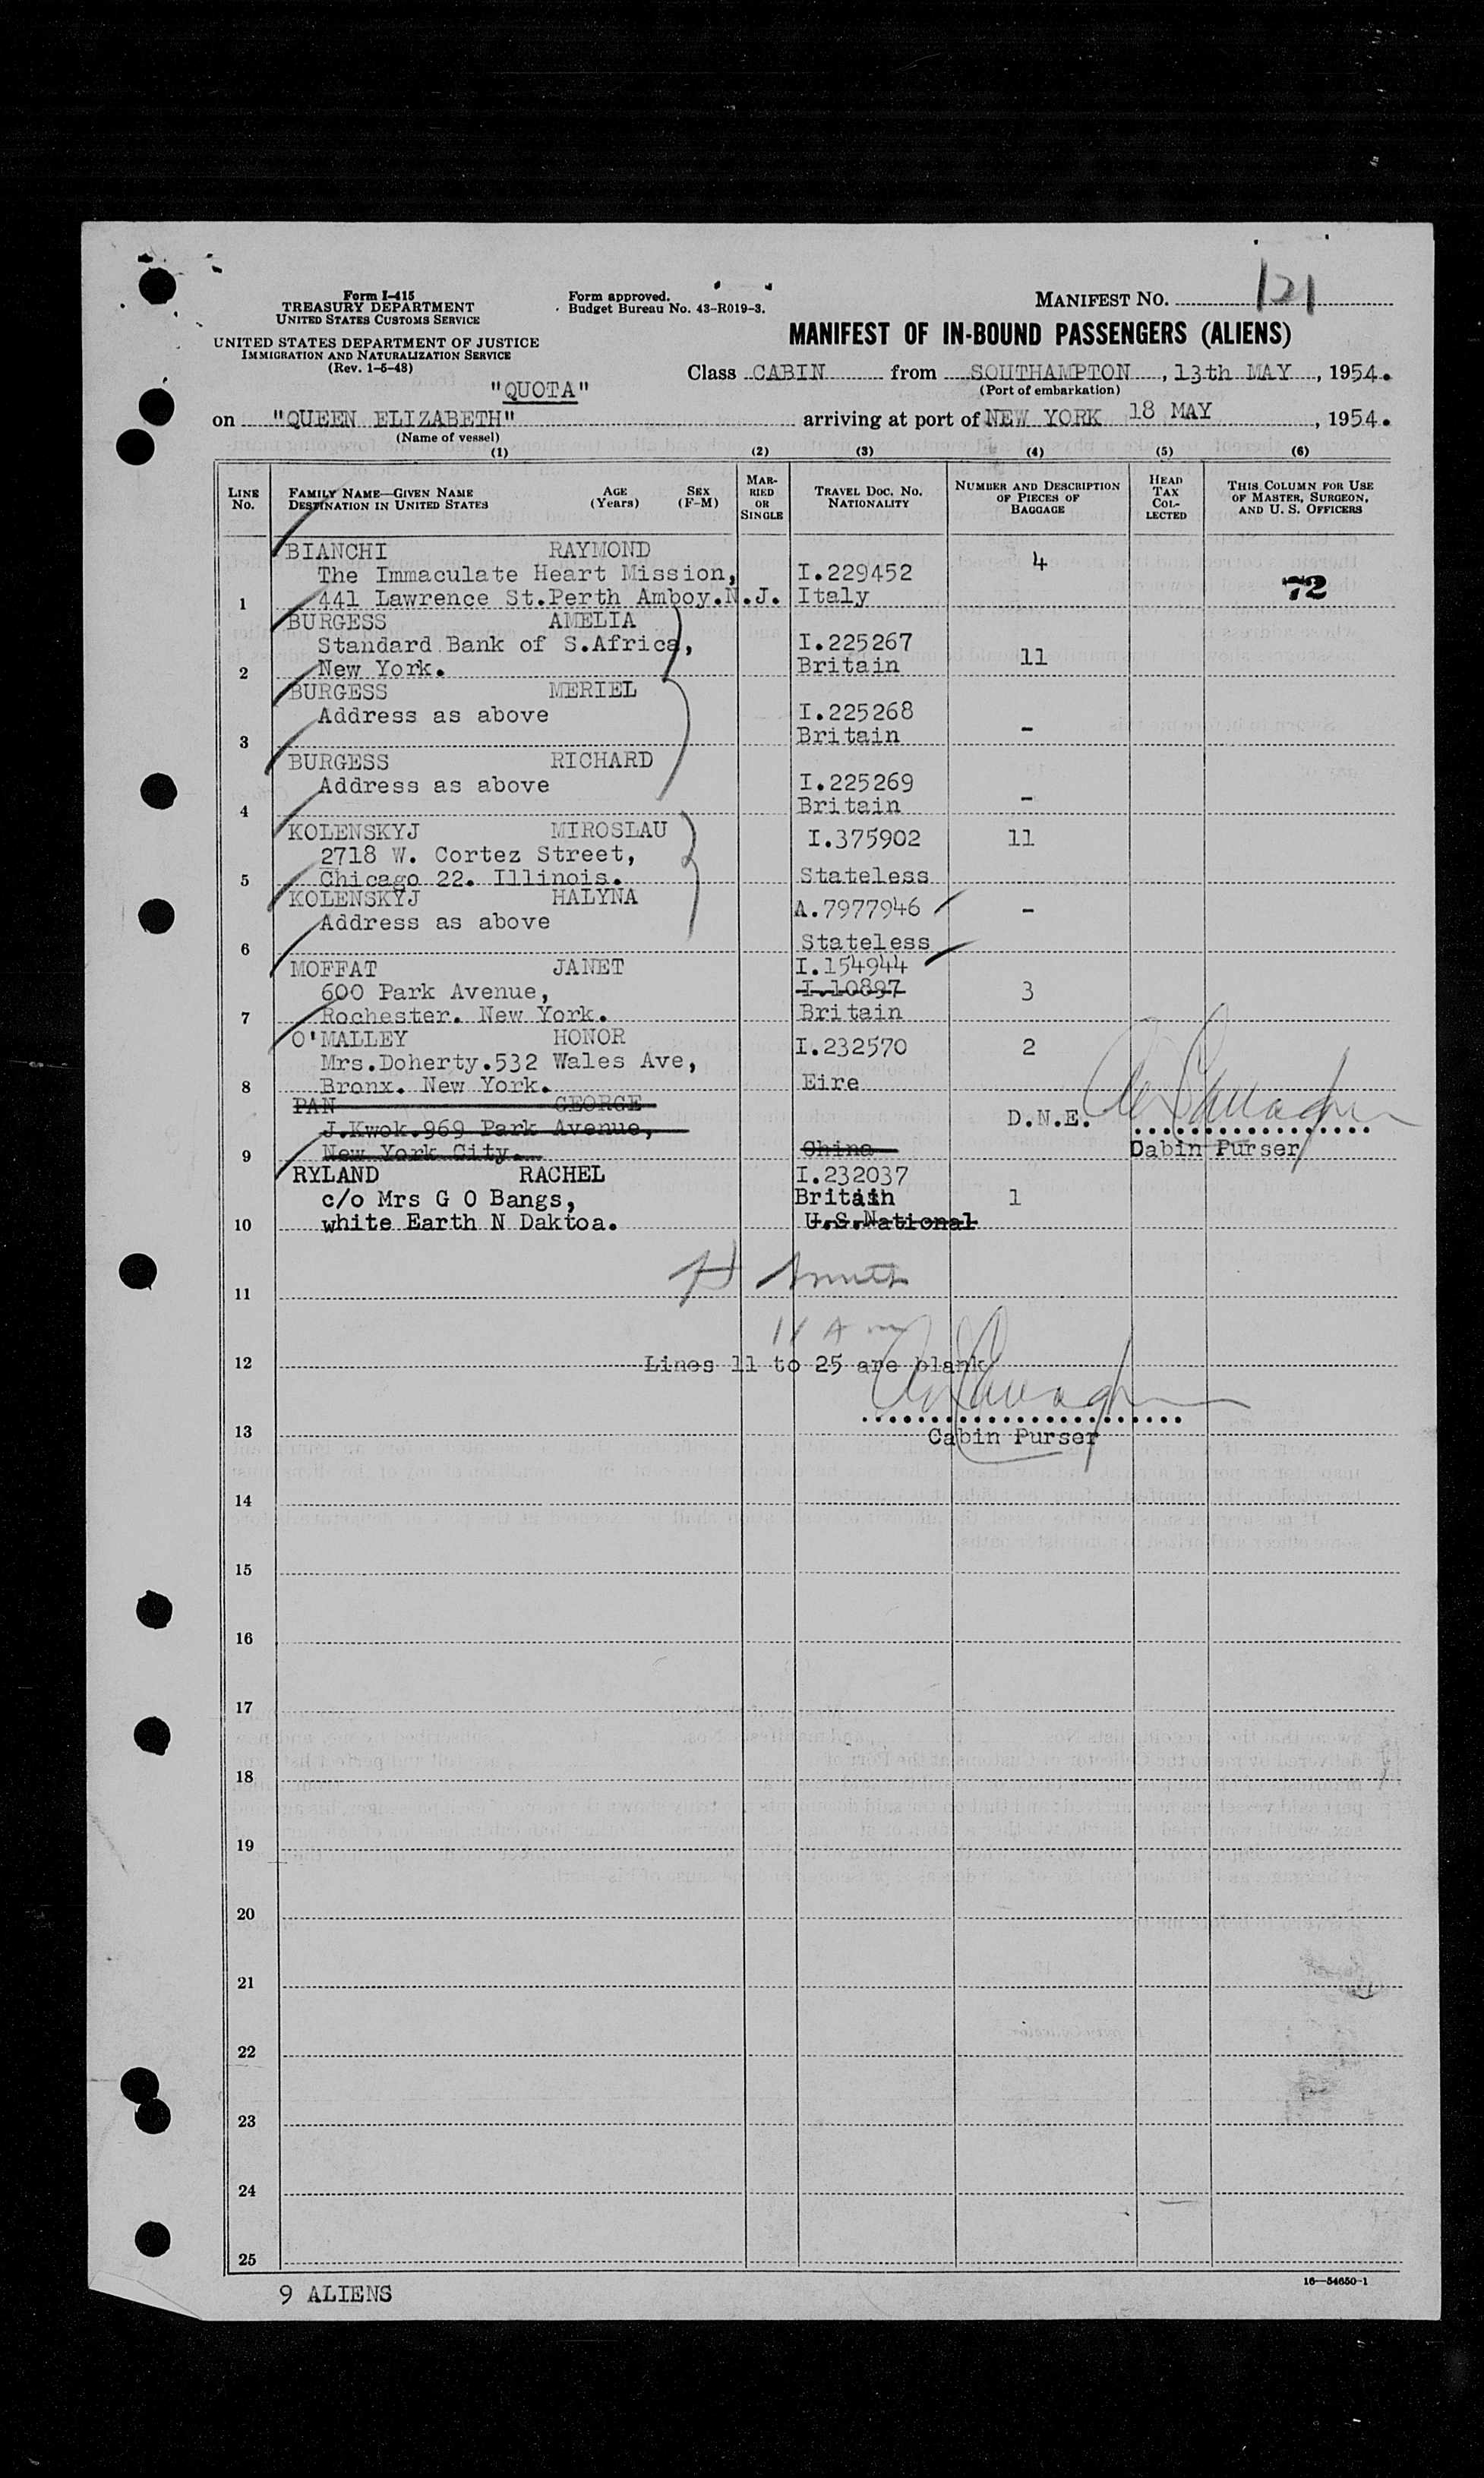 Form I-415
TREASURY DEPARTMENT
UNITED STATES CUSTOMS SERVICE
UNITED STATES DEPARTMENT OF JUSTICE
IMMIGRATION AND NATURALIZATION SERVICE
(Rev. 1-5-48)
Form approved.
Budget Bureau No. 43-R019-3.
MANIFEST NO. 121
MANIFEST OF IN-BOUND PASSENGERS (ALIENS)
Class CABIN from SOUTHAMPTON, 13th MAY, 1954.
(Port of embarkation)
"QUOTA"
on "QUEEN ELIZABETH" arriving at port of NEW YORK 18 MAY, 1954.
(Name of vessel)
(1) (2) (3) (4) (5) (6)
LINE No.
FAMILY NAME—GIVEN NAME
DESTINATION IN UNITED STATES
AGE (Years)
SEX (F-M)
MARRIED OR SINGLE
TRAVEL DOC. NO.
NATIONALITY
NUMBER AND DESCRIPTION OF PIECES OF BAGGAGE
HEAD TAX COLLECTED
THIS COLUMN FOR USE OF MASTER, SURGEON, AND U. S. OFFICERS
BIANCHI RAYMOND 4
The Immaculate Heart Mission, I.229452 72
1 441 Lawrence St.Perth Amboy.N.J. Italy
BURGESS AMELIA
Standard Bank of S.Africa, I.225267
2 New York. Britain 11
BURGESS MERIEL
Address as above I.225268
3 Britain -
BURGESS RICHARD
Address as above I.225269
4 Britain -
KOLENSKYJ MIROSLAU I.375902 11
2718 W. Cortez Street,
5 Chicago 22. Illinois. Stateless
KOLENSKYJ HALYNA A.7977946 -
Address as above
6 Stateless
MOFFAT JANET I.154944
600 Park Avenue, I.10897 3
7 Rochester. New York. Britain
O'MALLEY HONOR I.232570 2
Mrs.Doherty.532 Wales Ave,
8 Bronx. New York. Eire
PAN GEORGE D.N.E.
J.Kwok.969 Park Avenue,
9 New York City. China Cabin Purser
RYLAND RACHEL I.232037
c/o Mrs G O Bangs, Britain 1
10 white Earth N Daktoa. U.S.National
11
11 Am
12 Lines 11 to 25 are blank
13 Cabin Purser
14
15
16
17
18
19
20
21
22
23
24
25
9 ALIENS
16—54650-1